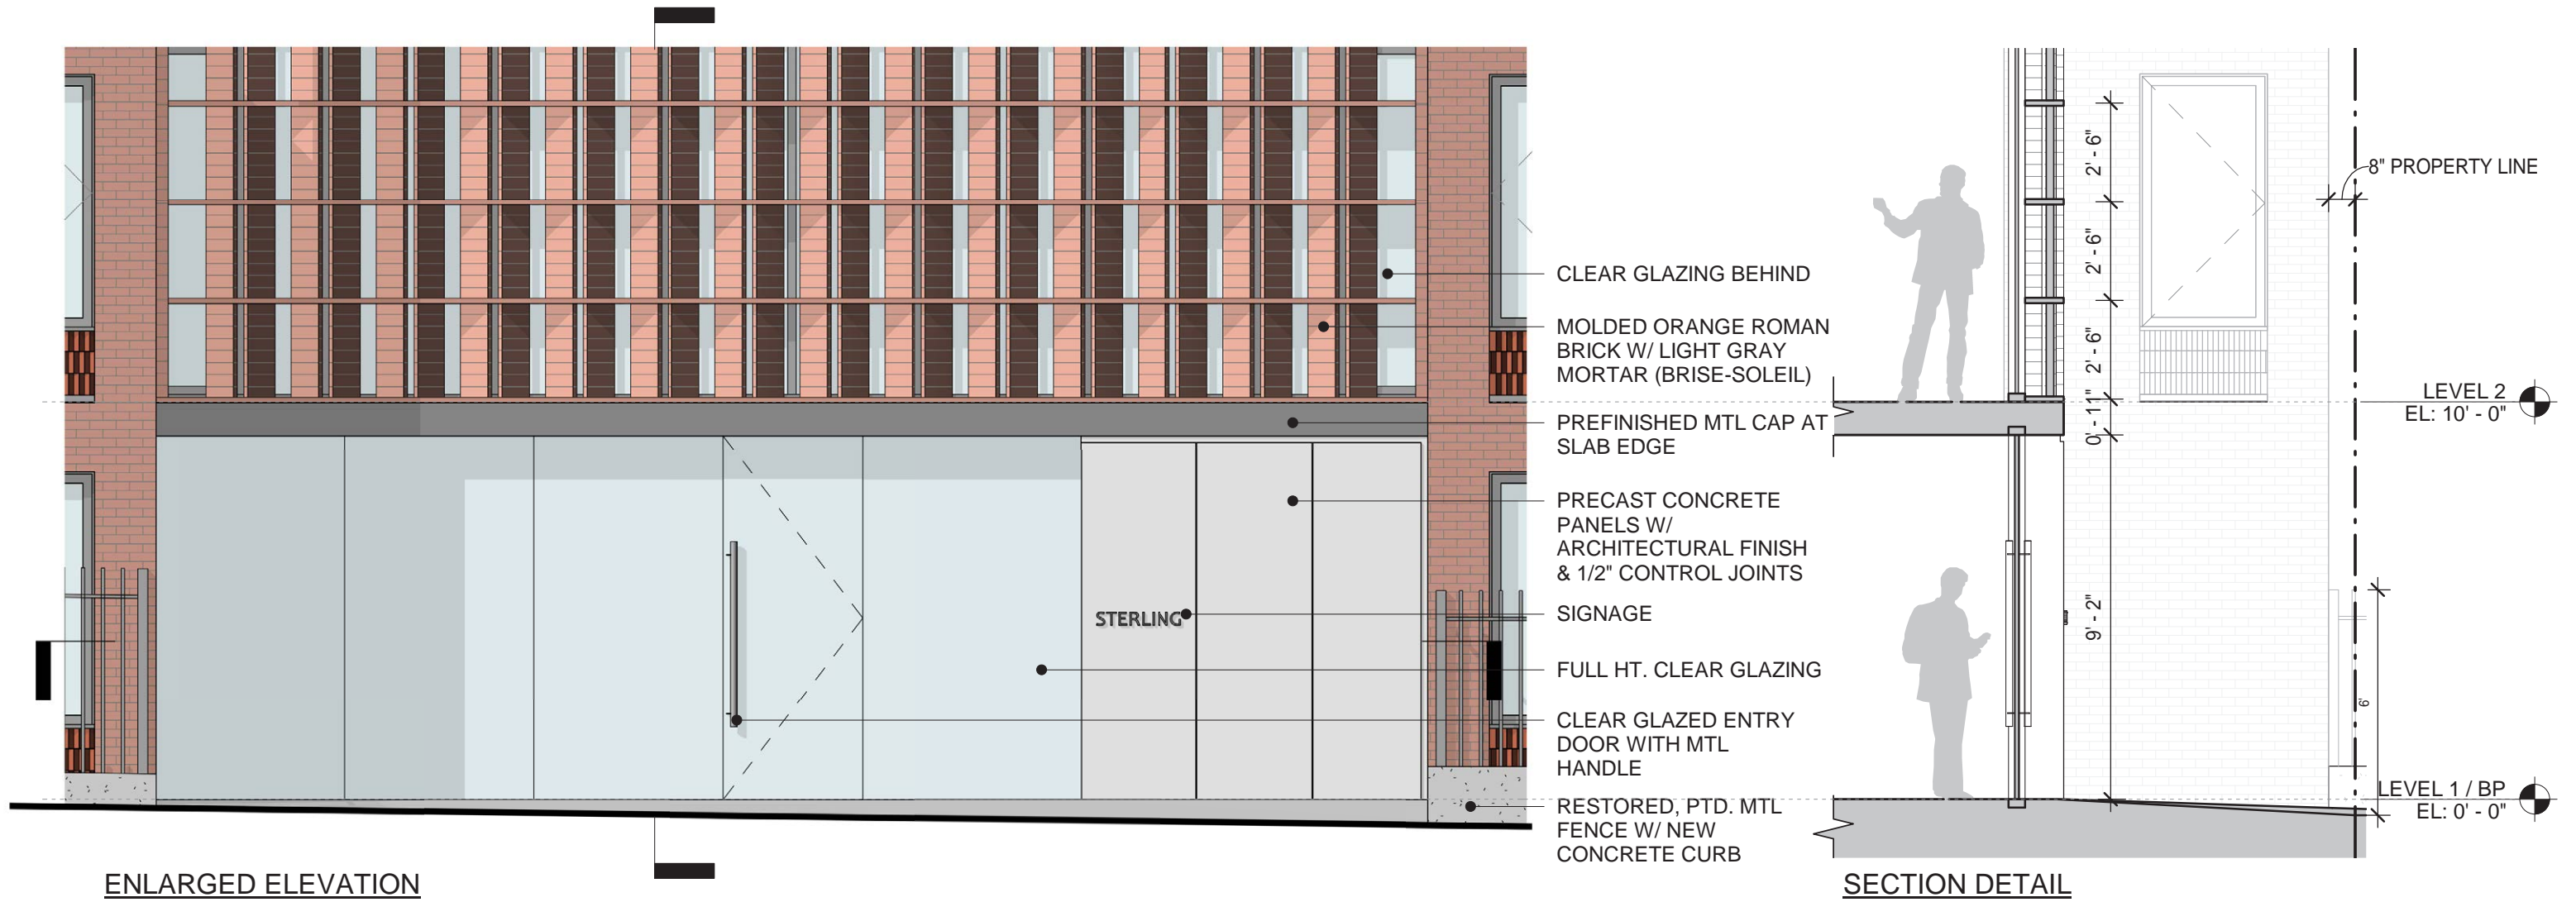 CLEAR GLAZING BEHIND
MOLDED ORANGE ROMAN
BRICK W/ LIGHT GRAY
MORTAR (BRISE-SOLEIL)
PREFINISHED MTL CAP AT
SLAB EDGE
PRECAST CONCRETE
PANELS W/
ARCHITECTURAL FINISH
& 1/2" CONTROL JOINTS
SIGNAGE
FULL HT. CLEAR GLAZING
CLEAR GLAZED ENTRY
DOOR WITH MTL
HANDLE
RESTORED, PTD. MTL
FENCE W/ NEW
CONCRETE CURB
STERLING
ENLARGED ELEVATION
2' - 6"
2' - 6"
2' - 6"
0' - 11"
9' - 2"
8" PROPERTY LINE
LEVEL 2
EL: 10' - 0"
6'
LEVEL 1 / BP
EL: 0' - 0"
SECTION DETAIL